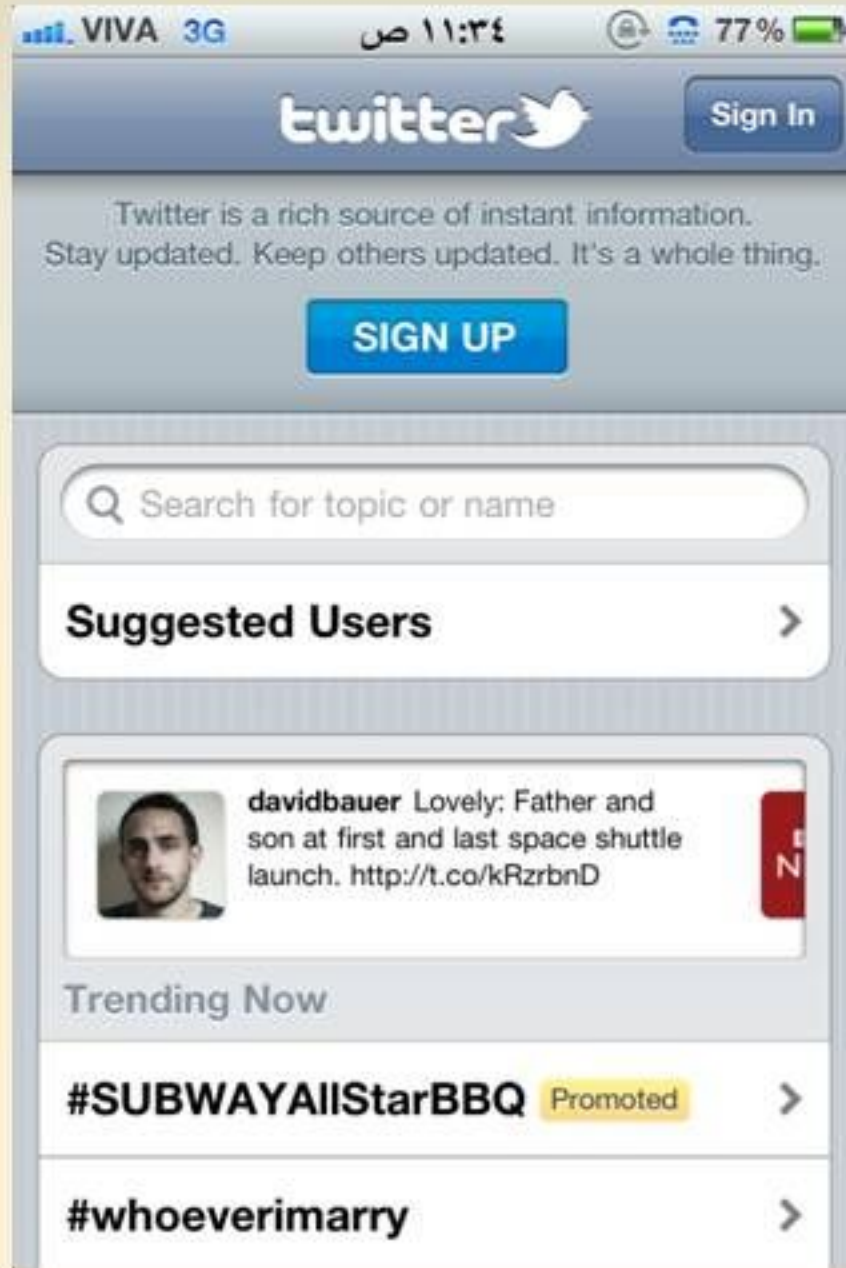 VIVA 3G ١١:٣٤ ص 77%
twitter Sign In
Twitter is a rich source of instant information.
Stay updated. Keep others updated. It's a whole thing.
SIGN UP
Search for topic or name
Suggested Users
davidbauer Lovely: Father and
son at first and last space shuttle
launch. http://t.co/kRzrbnD
N
Trending Now
#SUBWAYAllStarBBQ Promoted
#whoeverimarry